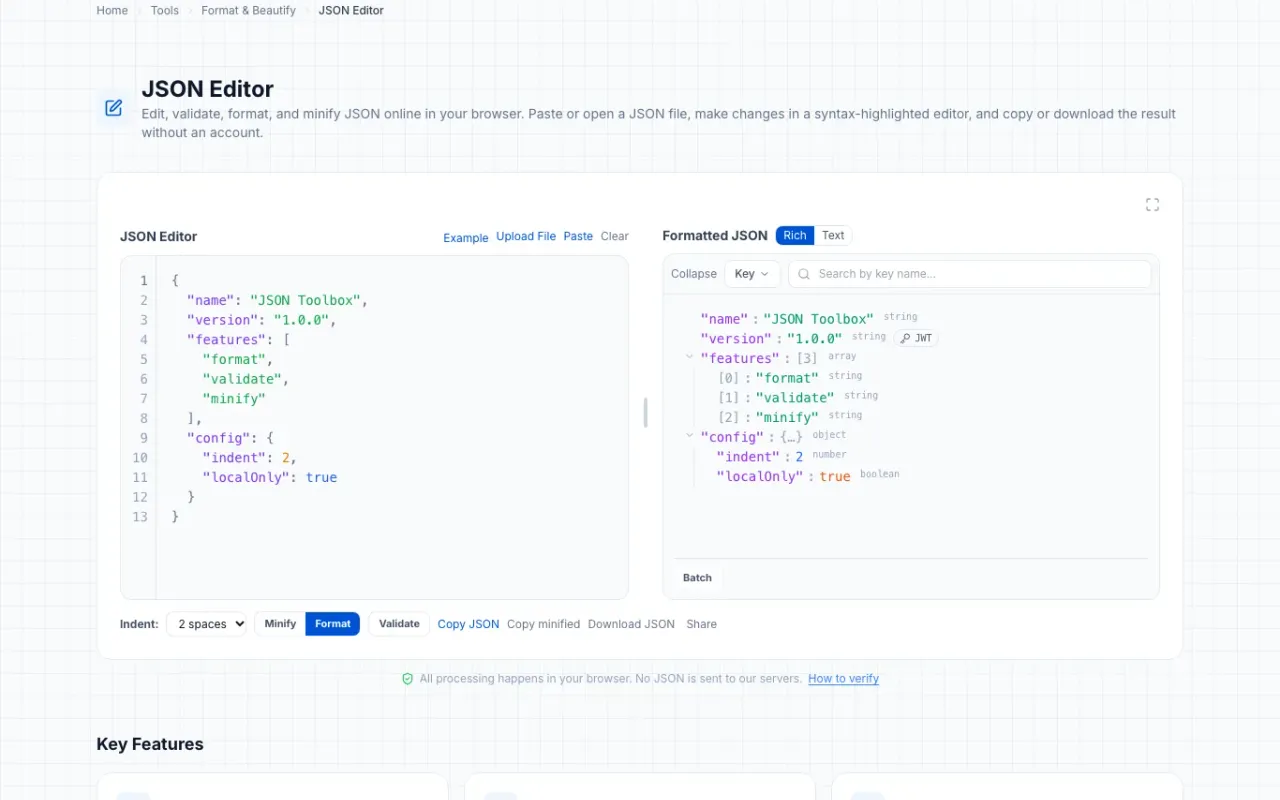 Home Tools Format & Beautify JSON Editor
JSON Editor
Edit, validate, format, and minify JSON online in your browser. Paste or open a JSON file, make changes in a syntax-highlighted editor, and copy or download the result
without an account.
JSON Editor Example Upload File Paste Clear
1 {
2 "name": "JSON Toolbox",
3 "version": "1.0.0",
4 "features": [
5 "format",
6 "validate",
7 "minify"
8 ],
9 "config": {
10 "indent": 2,
11 "localOnly": true
12 }
13 }
Formatted JSON Rich Text
Collapse Key Search by key name...
"name" : "JSON Toolbox" string
"version" : "1.0.0" string JWT
"features" : [3] array
[0] : "format" string
[1] : "validate" string
[2] : "minify" string
"config" : {…} object
"indent" : 2 number
"localOnly" : true boolean
Batch
Indent: 2 spaces Minify Format Validate Copy JSON Copy minified Download JSON Share
All processing happens in your browser. No JSON is sent to our servers. How to verify
Key Features